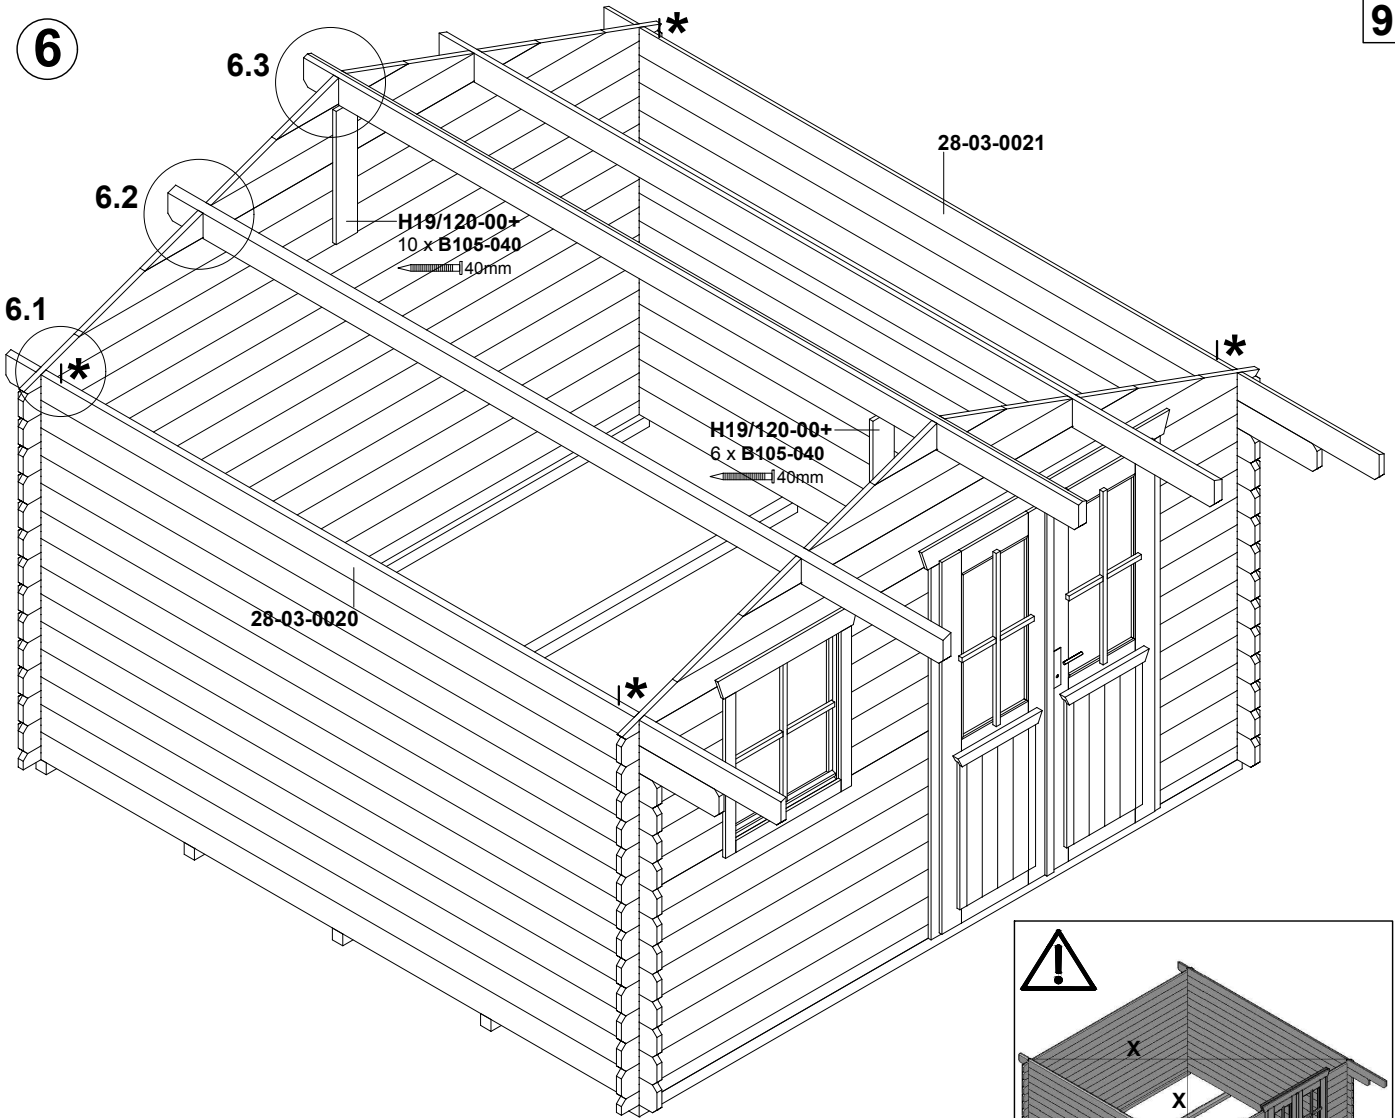 6
9
*
6.3
28-03-0021
6.2
H19/120-00+
10 x B105-040
40mm
6.1
*
*
H19/120-00+
6 x B105-040
40mm
28-03-0020
*
X
X